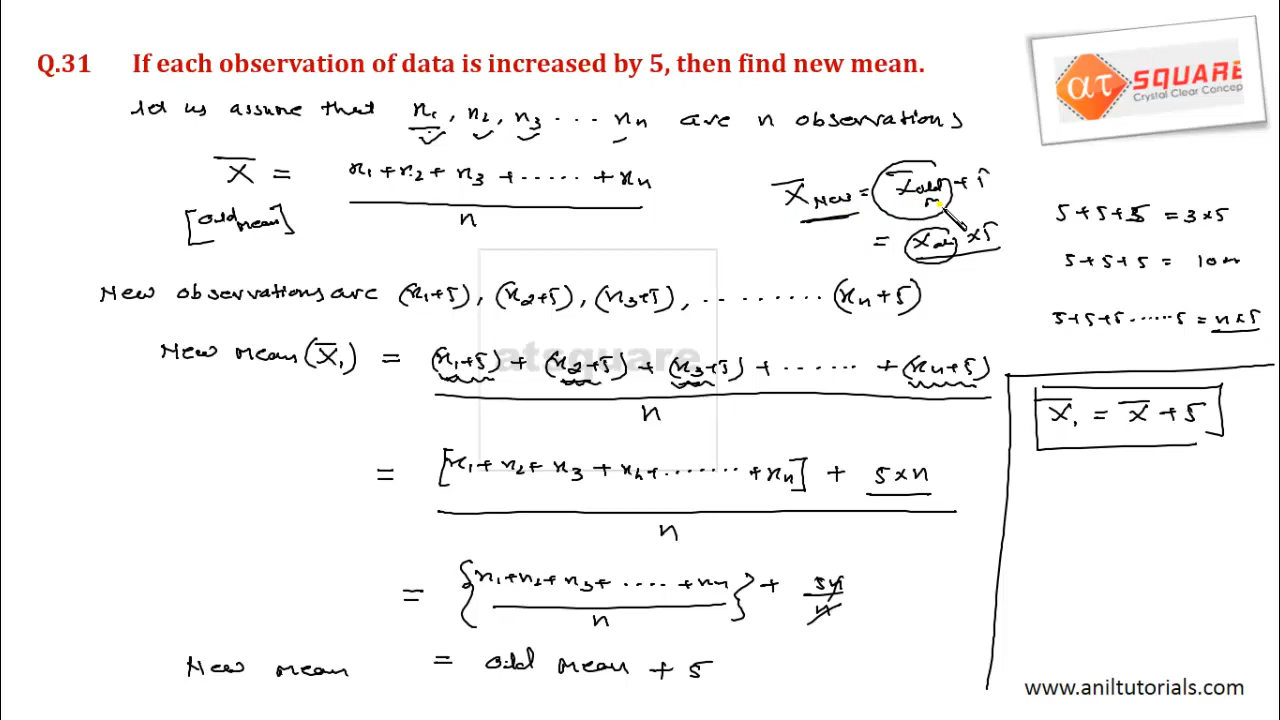 Q.31 If each observation of data is increased by 5, then find new mean.
SQUARE
Crystal Clear Concep
ατ
let us assume that x₁, x₂, x₃ ... xₙ are n observations
X̅ = x₁ + x₂ + x₃ + ..... + xₙ
n
[old mean]
X̅ New = X̅ old + 5
= X̅ old × 5
5 + 5 + 5 = 3 × 5
5 + 5 + 5 = 10
5 + 5 + 5 ...... 5 = n × 5
New observations are (x₁+5), (x₂+5), (x₃+5), ......... (xₙ+5)
New mean (X̅₁) = (x₁+5) + (x₂+5) + (x₃+5) + ...... + (xₙ+5)
n
atsquare
X̅₁ = X̅ + 5
= [x₁ + x₂ + x₃ + x₄ + ....... + xₙ] + 5 × n
n
= {x₁ + x₂ + x₃ + .... + xₙ} + 5n
n n
New mean = old mean + 5
www.aniltutorials.com